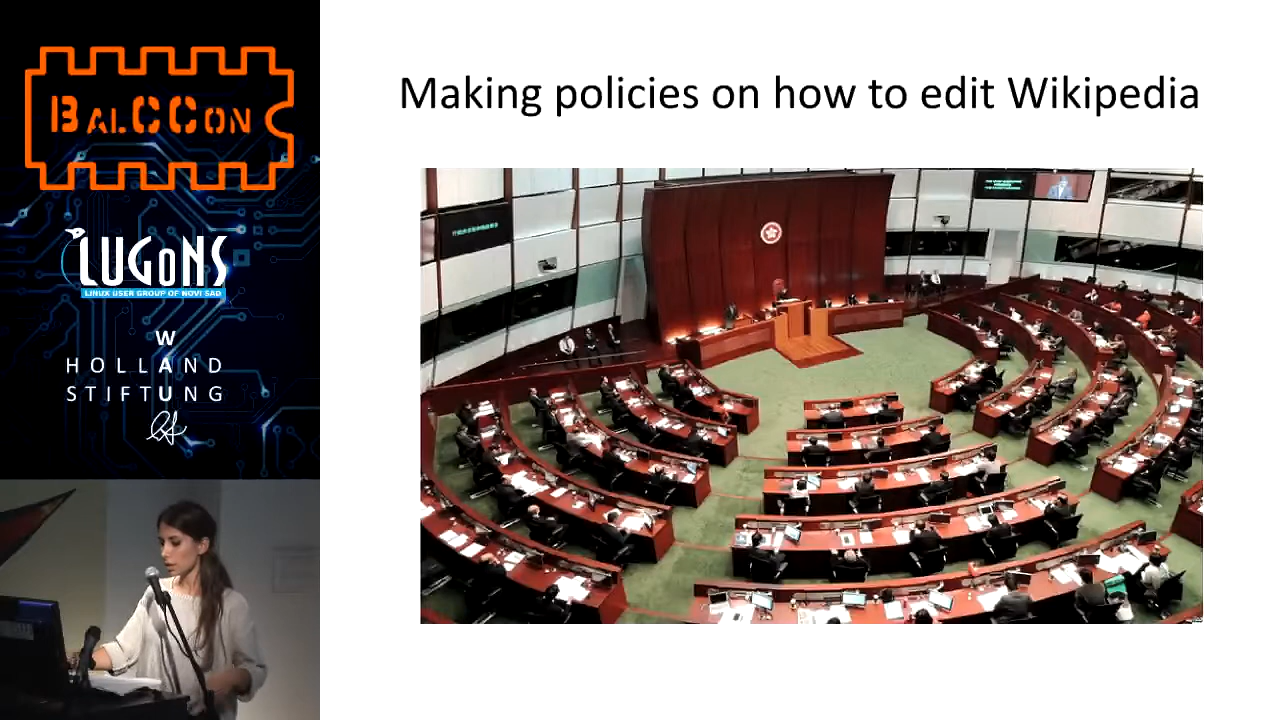 BALCCON
LUGONS
LINUX USER GROUP OF NOVI SAD
W
HOLLAND
STIFTUNG
Making policies on how to edit Wikipedia